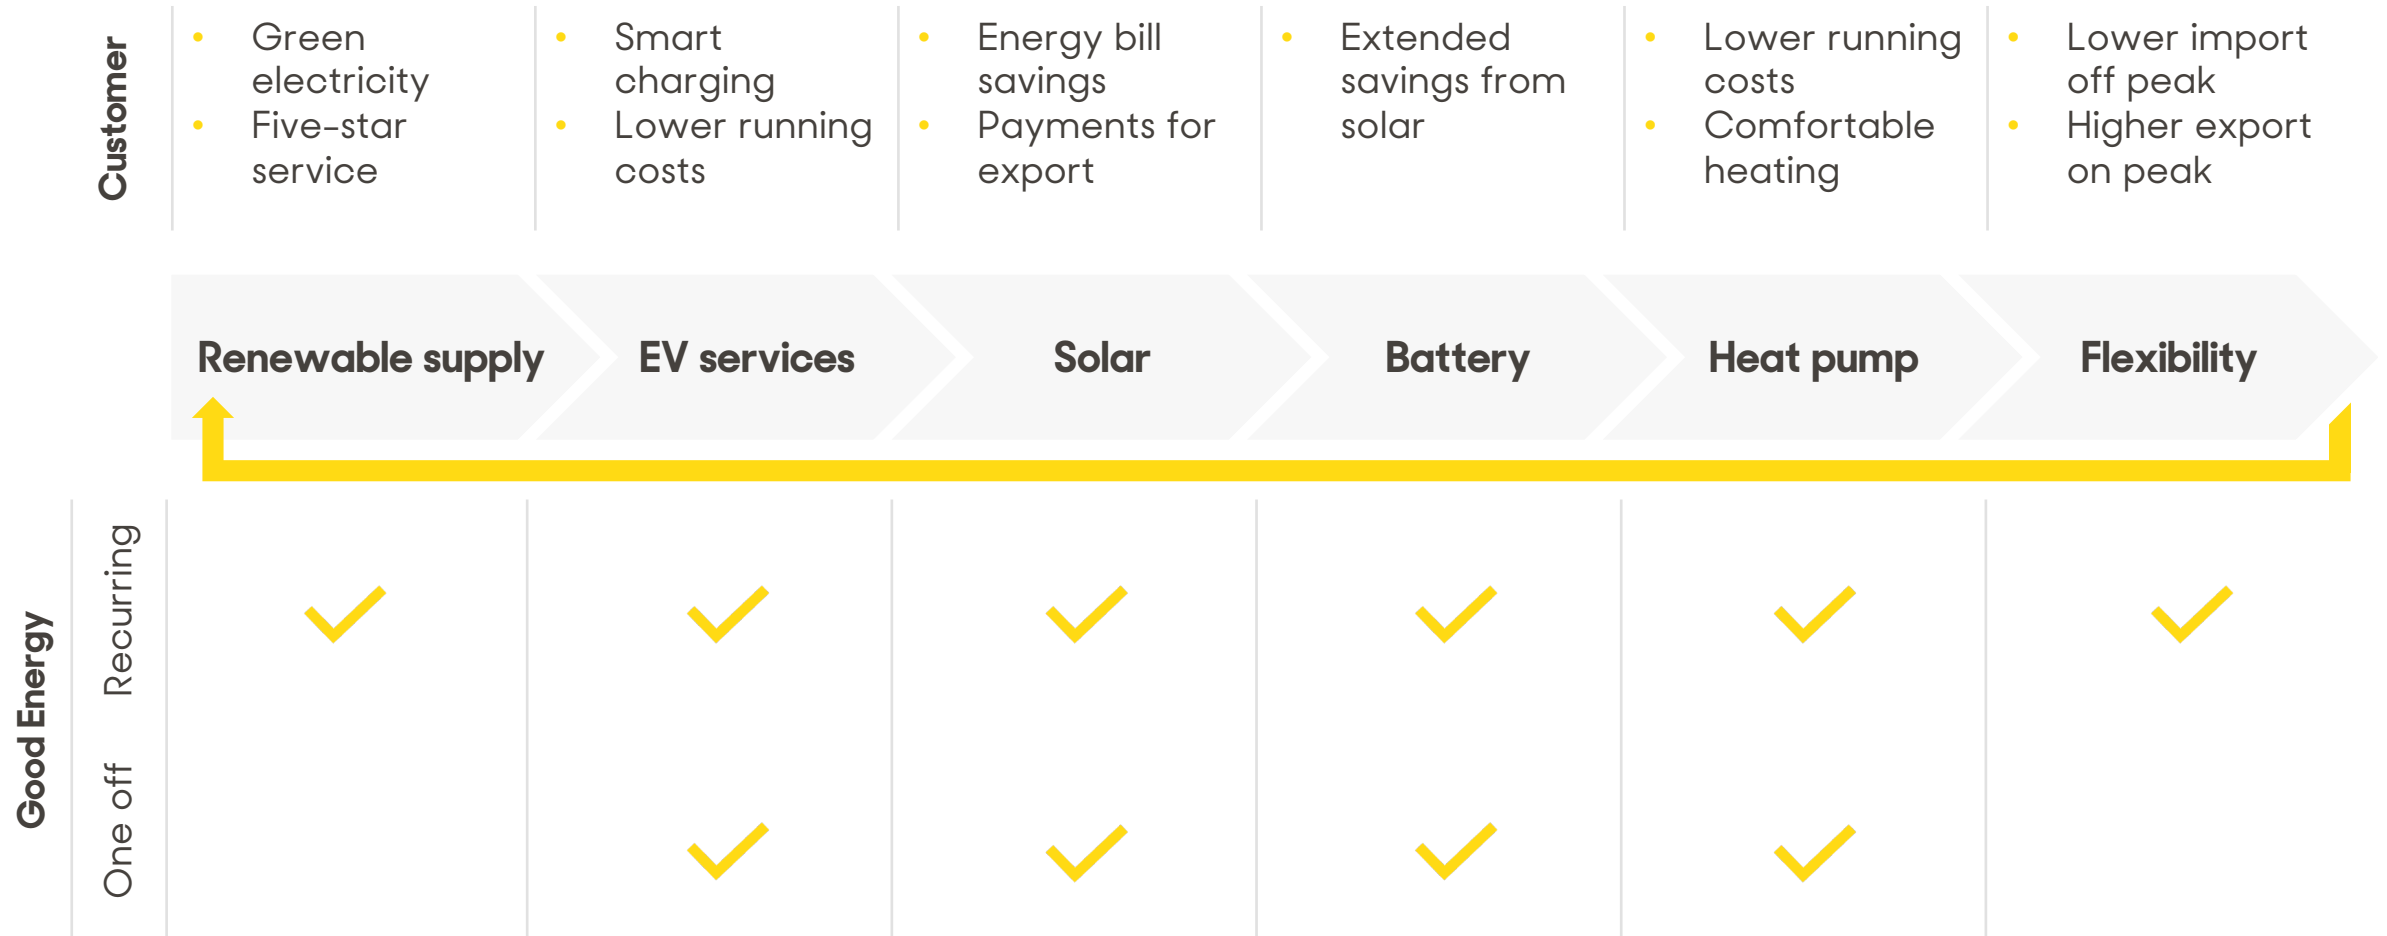 Customer
Green
electricity
Five-star
service
Smart
charging
Lower running
costs
Energy bill
savings
Payments for
export
Extended
savings from
solar
Lower running
costs
Comfortable
heating
Lower import
off peak
Higher export
on peak
Renewable supply
EV services
Solar
Battery
Heat pump
Flexibility
Good Energy
Recurring
One off